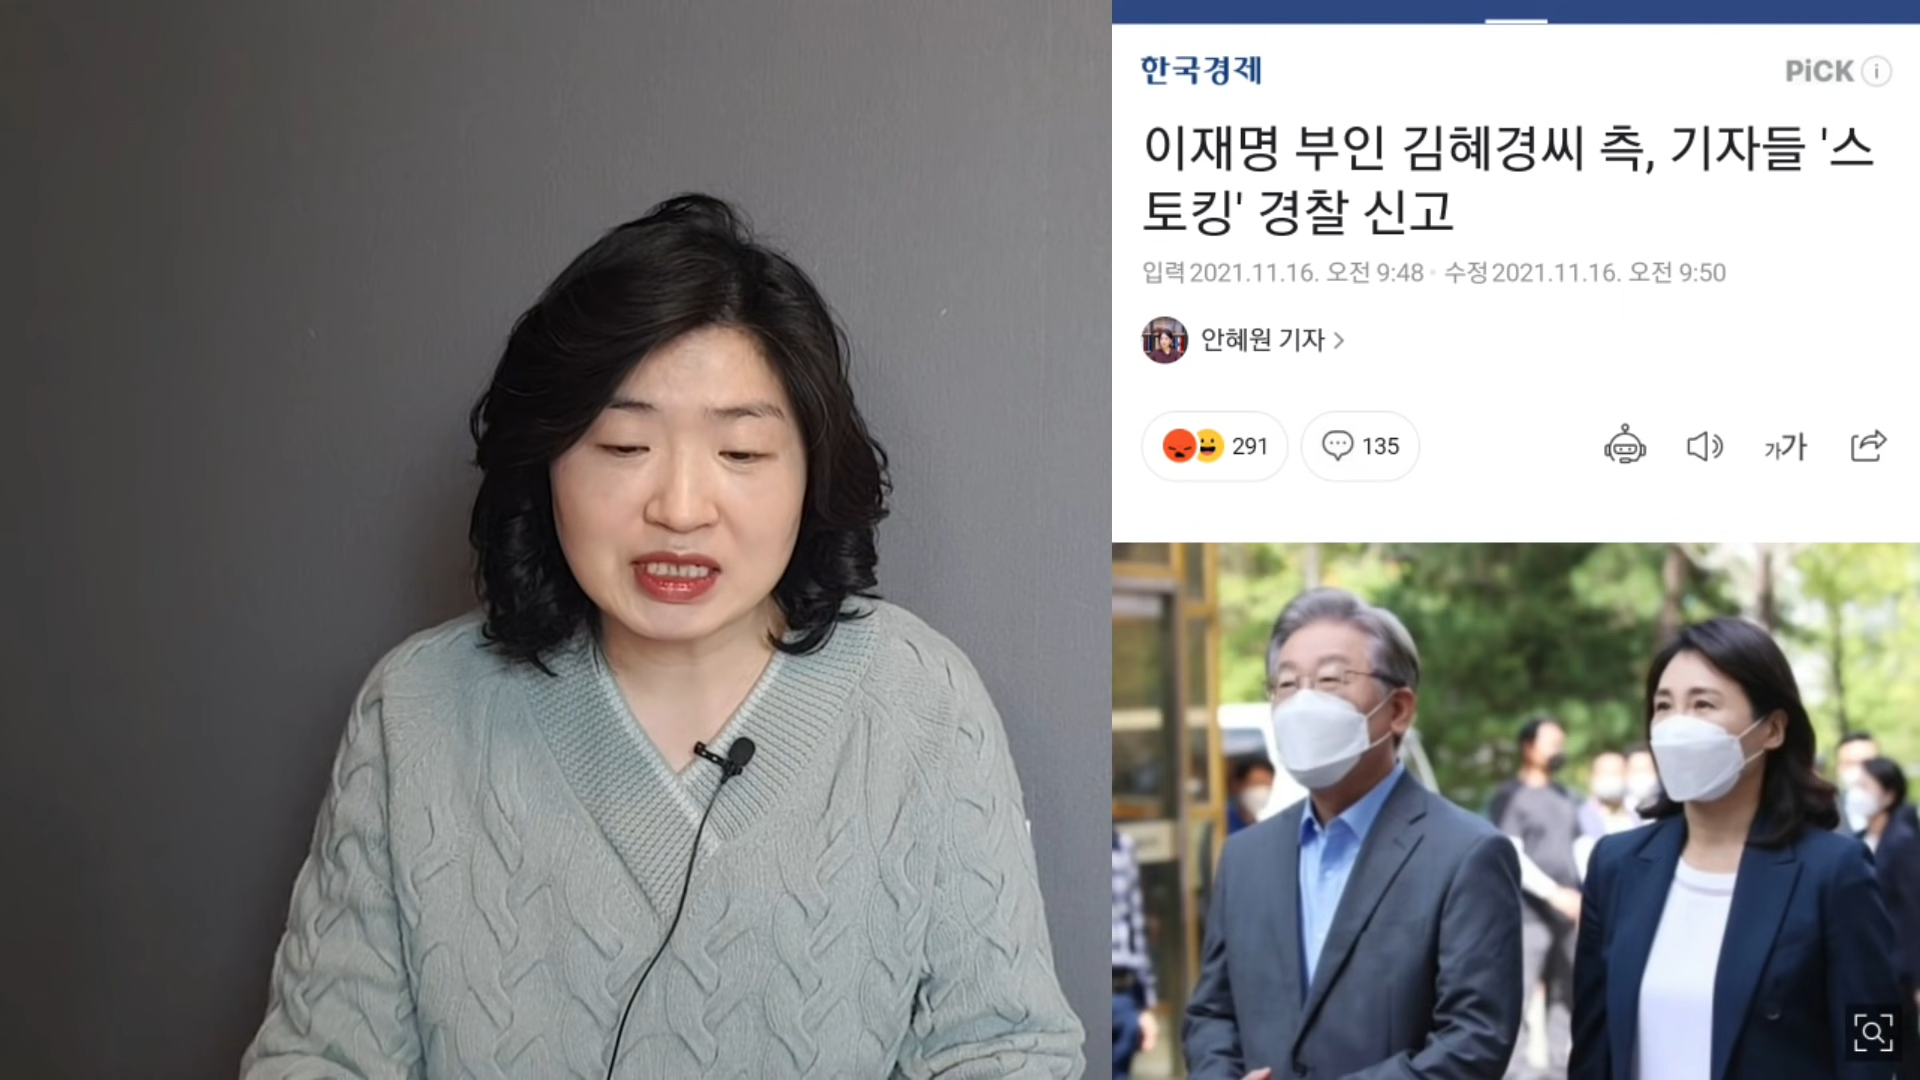 한국경제
PiCK
이재명 부인 김혜경씨 측, 기자들 '스
토킹' 경찰 신고
입력 2021.11.16. 오전 9:48 · 수정 2021.11.16. 오전 9:50
안혜원 기자
291
135
가가